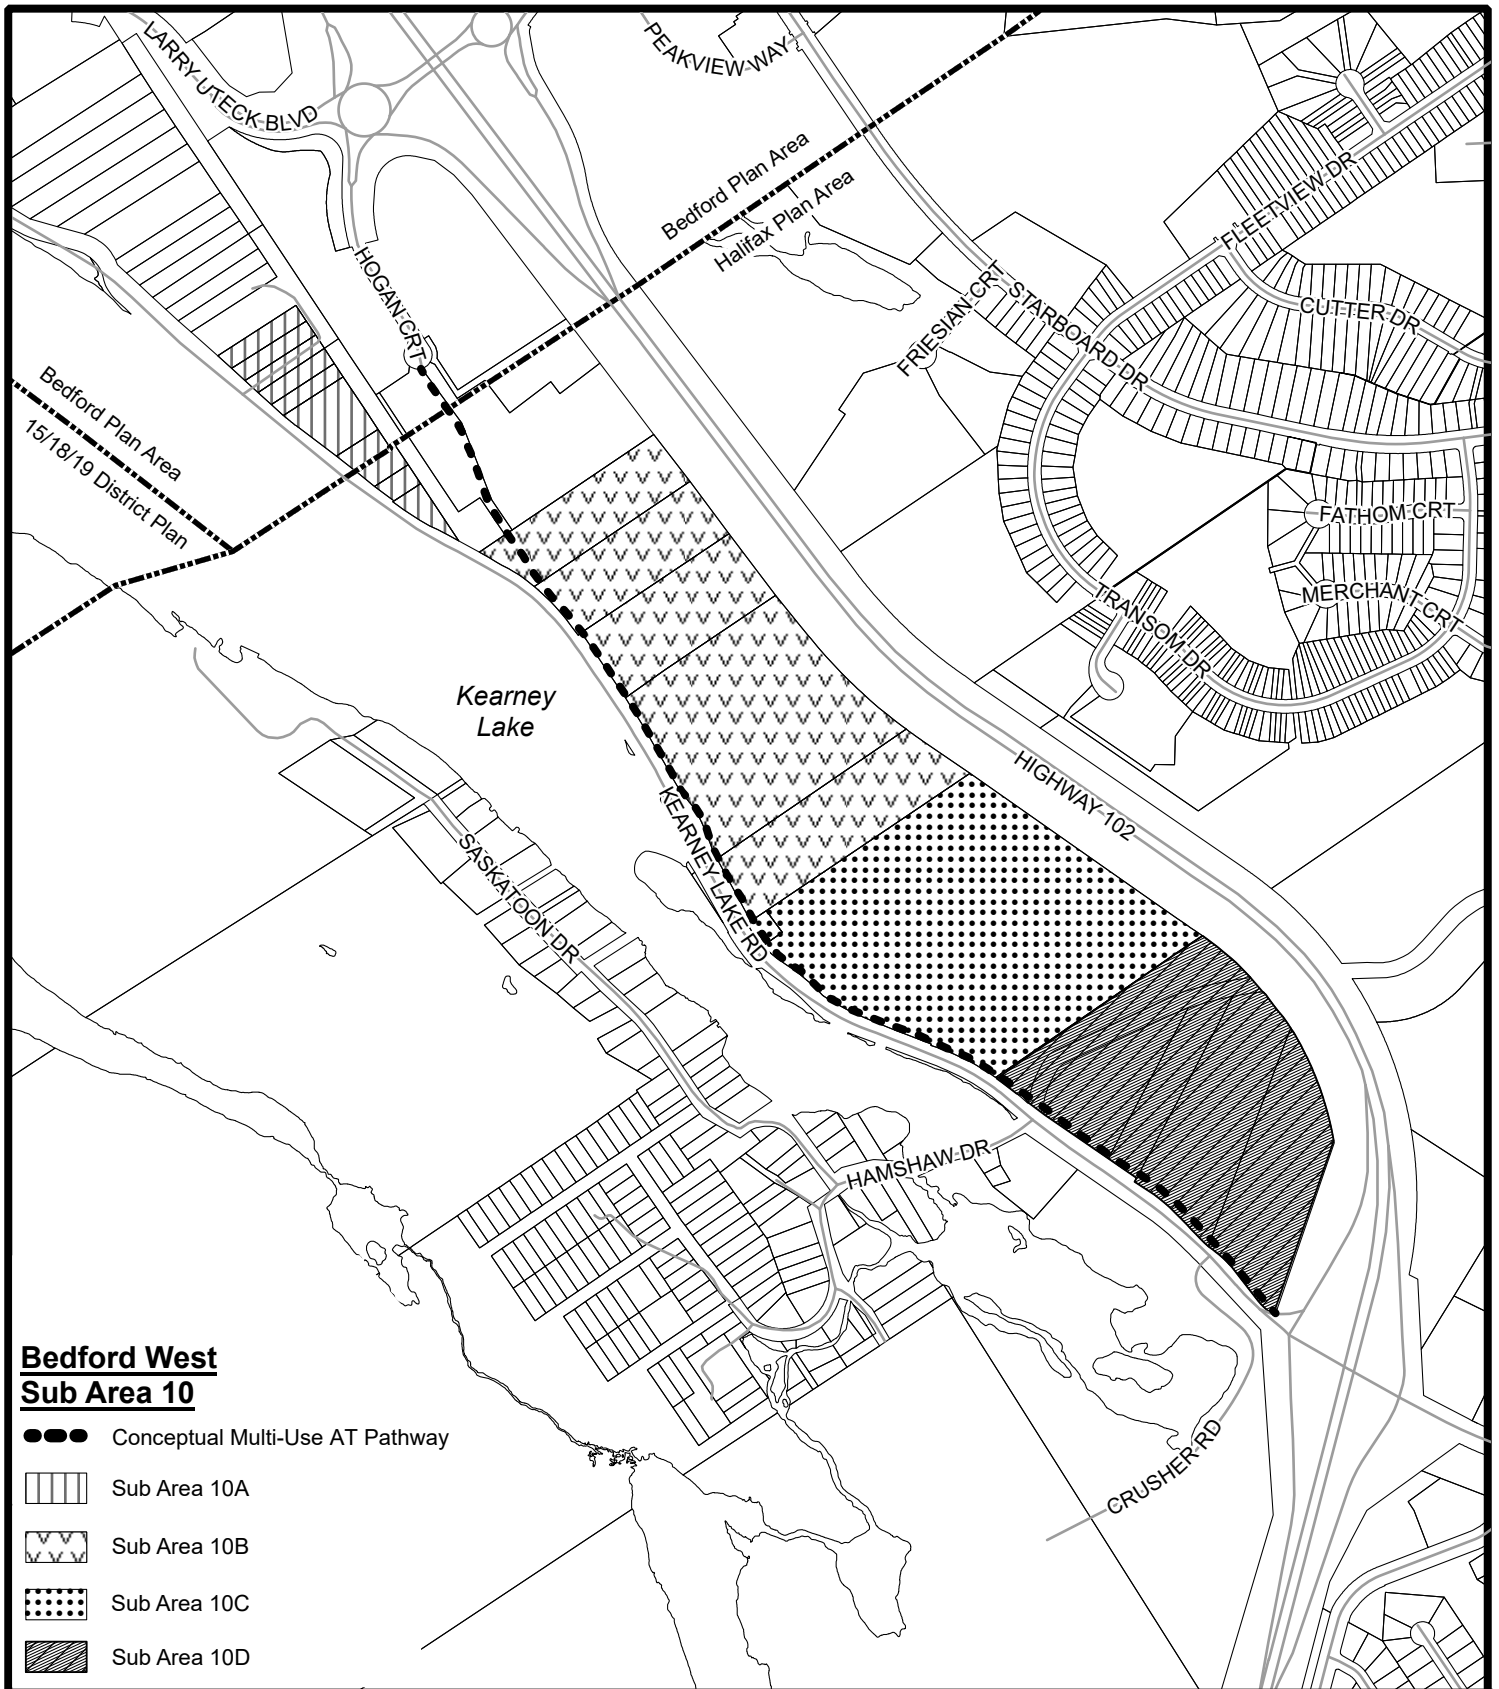 LARRY UTECK BLVD
PEAKVIEW WAY
Bedford Plan Area
Halifax Plan Area
FLEETVIEW DR
HOGAN CRT
FRIESIAN CRT
STARBOARD DR
CUTTER DR
Bedford Plan Area
15/18/19 District Plan
FATHOM CRT
MERCHANT CRT
TRANSOM DR
Kearney
Lake
HIGHWAY 102
KEARNEY LAKE RD
SASKATOON DR
HAMSHAW DR
CRUSHER RD
Bedford West
Sub Area 10
Conceptual Multi-Use AT Pathway
Sub Area 10A
Sub Area 10B
Sub Area 10C
Sub Area 10D